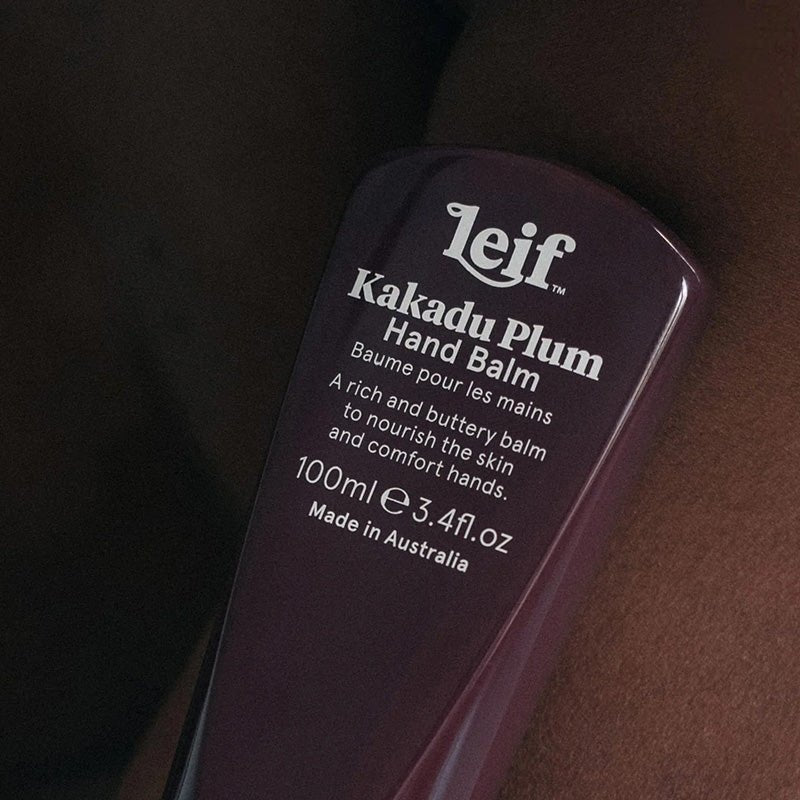 Leif™
Kakadu Plum
Hand Balm
Baume pour les mains
A rich and buttery balm
to nourish the skin
and comfort hands.
100ml ℮ 3.4fl.oz
Made in Australia